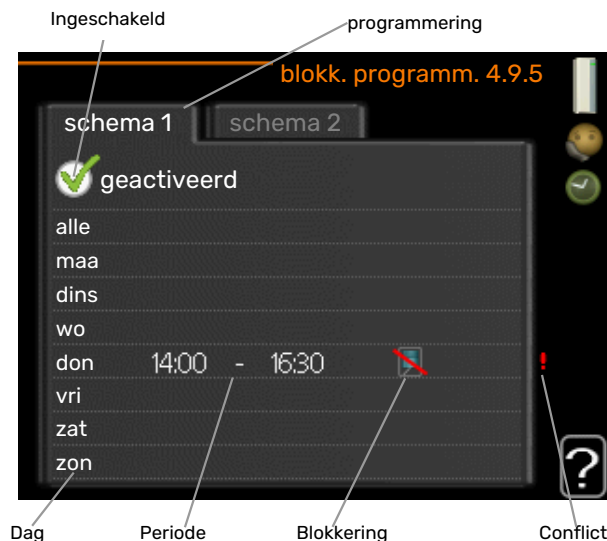 Ingeschakeld
programmering
blokk. programm. 4.9.5
schema 1
schema 2
geactiveerd
alle
maa
dins
wo
don 14:00 - 16:30 !
vri
zat
zon
?
Dag Periode Blokkering Conflict